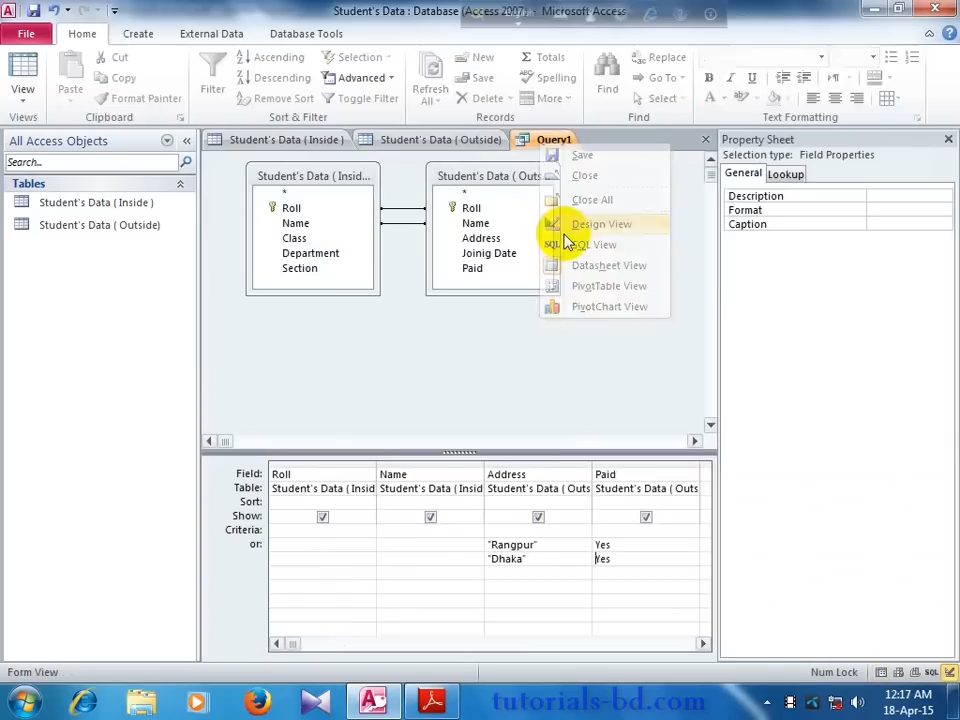 Student's Data : Database (Access 2007) - Microsoft Access
File Home Create External Data Database Tools
View Paste Cut Copy Format Painter Filter Ascending Descending Remove Sort Selection Advanced Toggle Filter Refresh All New Save Delete Totals Spelling More Find Replace Go To Select
Views Clipboard Sort & Filter Records Find Text Formatting
All Access Objects
Search...
Tables
Student's Data (Inside )
Student's Data (Outside)
Student's Data (Inside ) Student's Data (Outside) Query1
Student's Data ( Insid...
*
Roll
Name
Class
Department
Section
Student's Data ( Outs...
*
Roll
Name
Address
Joinig Date
Paid
Save
Close
Close All
Design View
SQL SQL View
Datasheet View
PivotTable View
PivotChart View
Field: Roll Name Address Paid
Table: Student's Data ( Insid Student's Data ( Insid Student's Data ( Outs Student's Data ( Outs
Sort:
Show:
Criteria:
or: "Rangpur" Yes
"Dhaka" Yes
Property Sheet
Selection type: Field Properties
General Lookup
Description
Format
Caption
Form View Num Lock SQL
tutorials-bd.com
12:17 AM
18-Apr-15